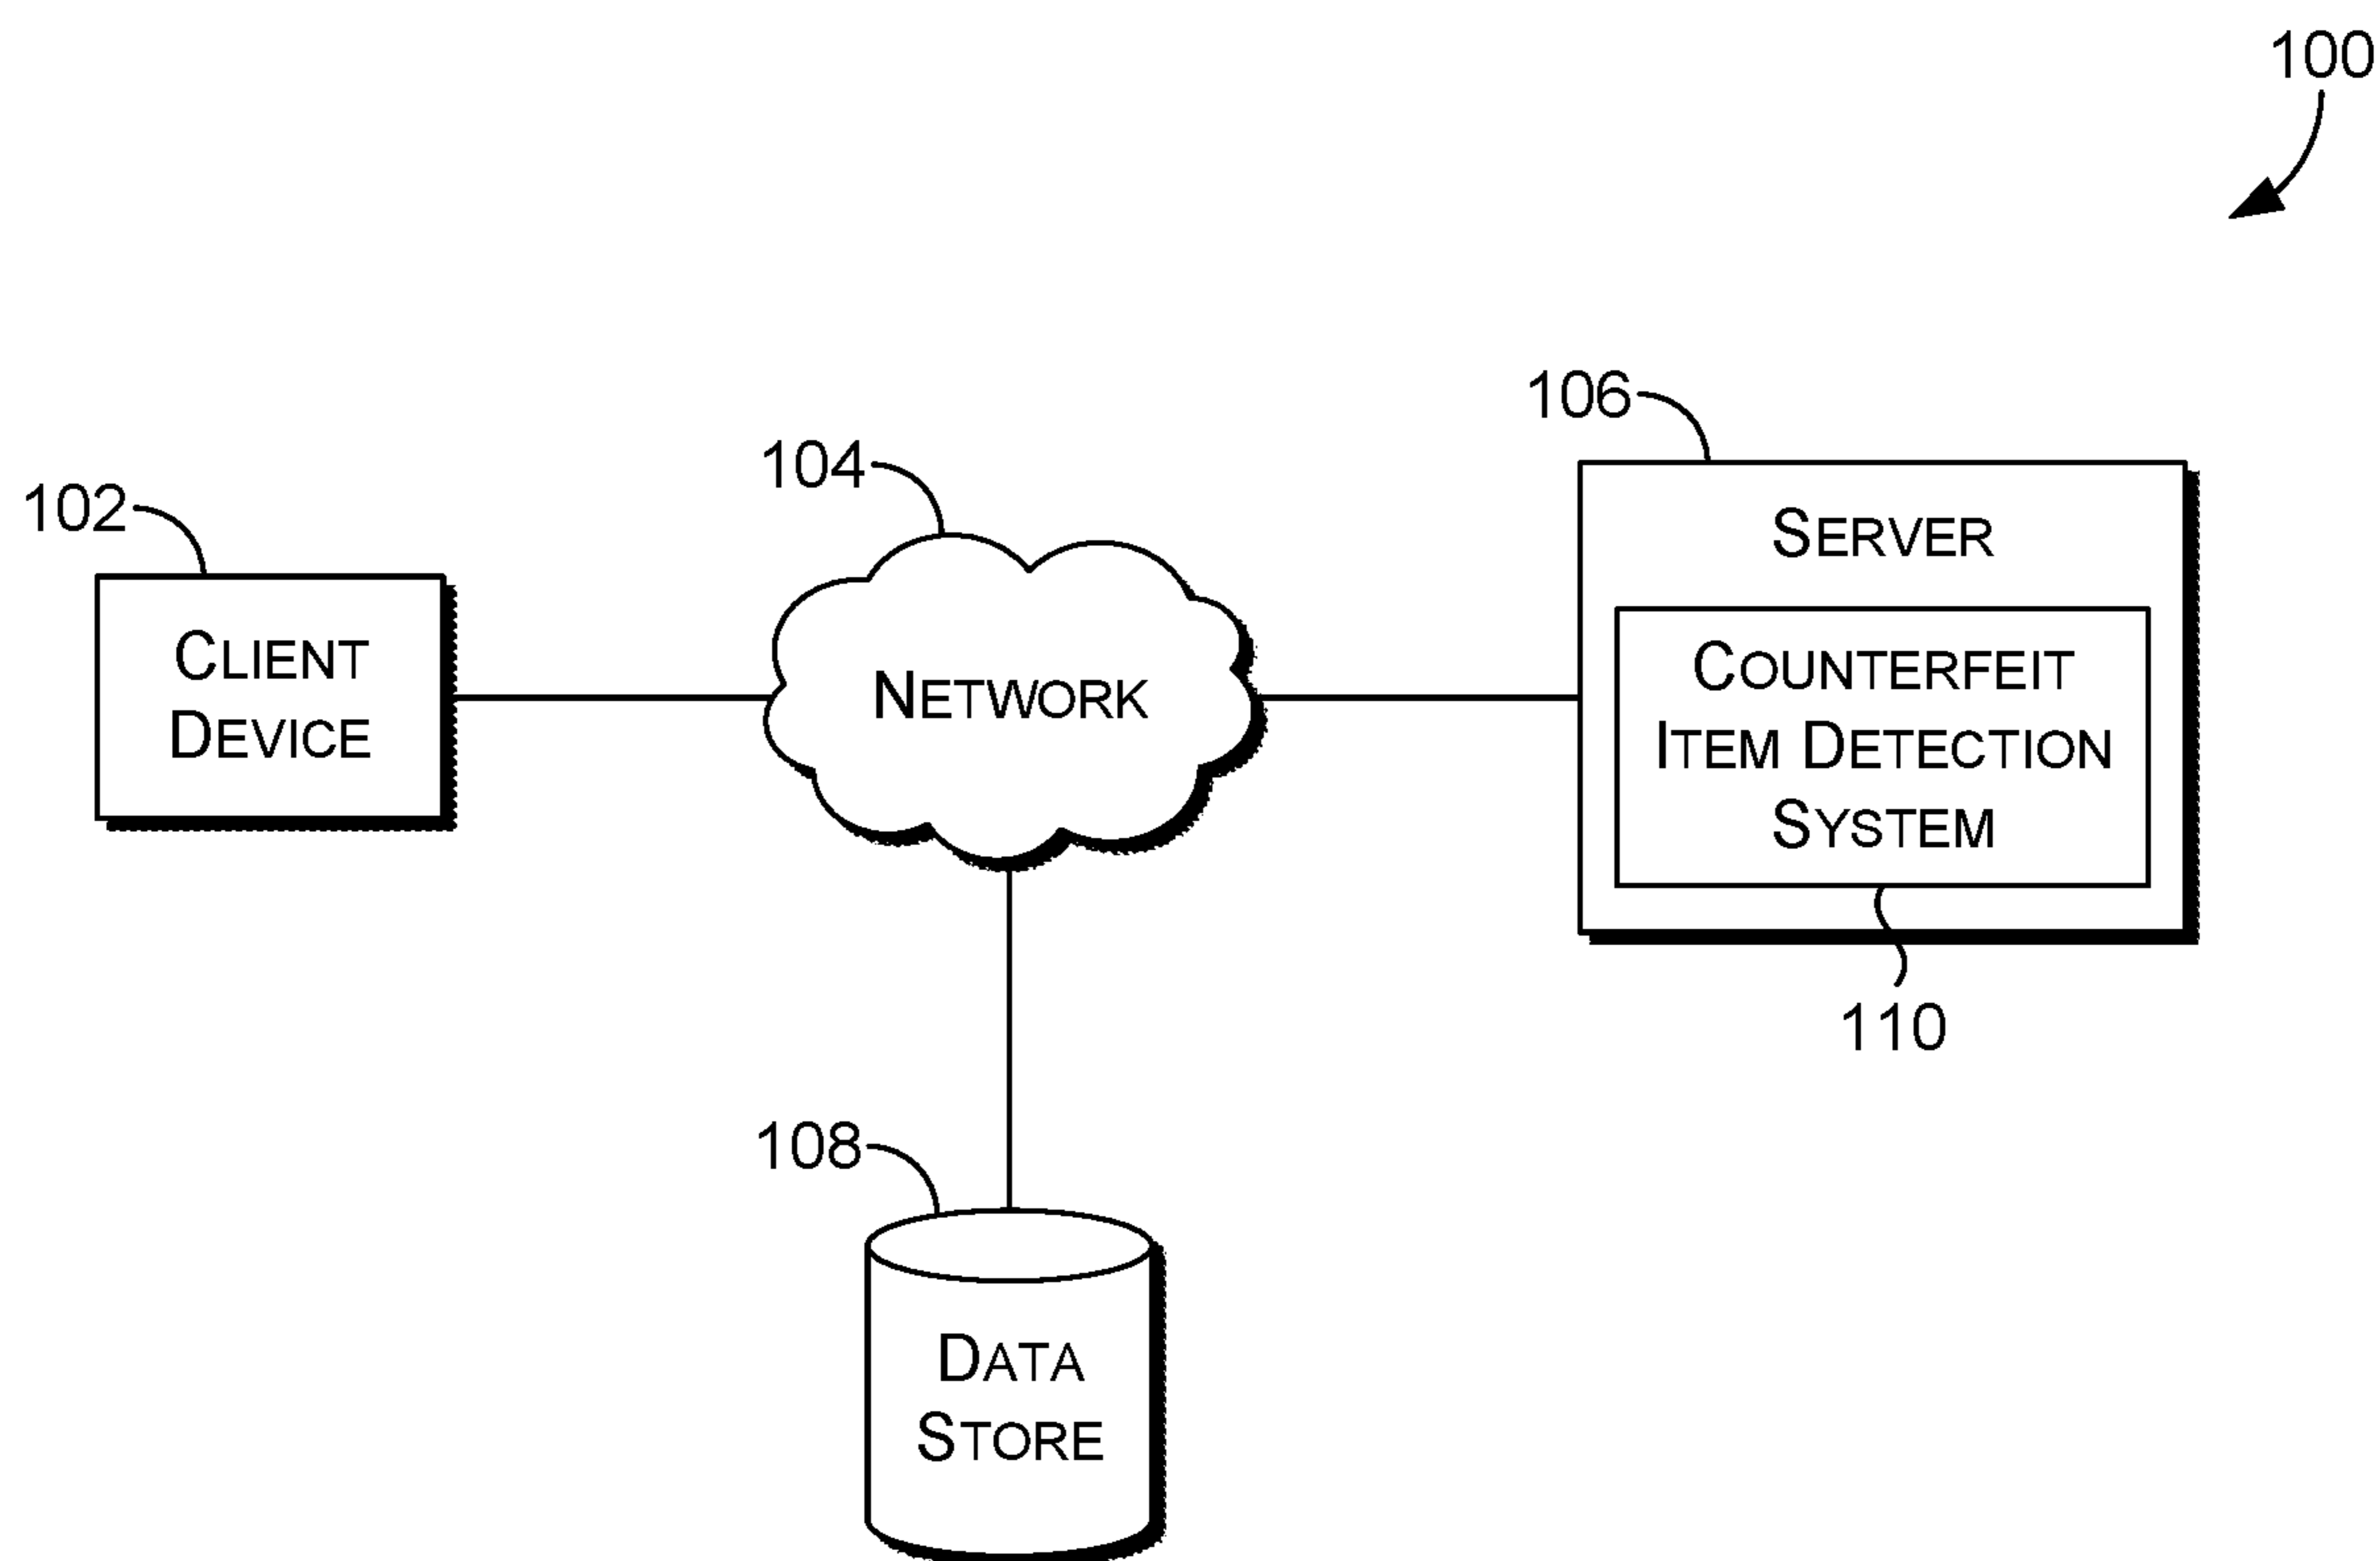 100
106
104
102
SERVER
CLIENT
DEVICE
NETWORK
COUNTERFEIT
ITEM DETECTION
SYSTEM
110
108
DATA
STORE